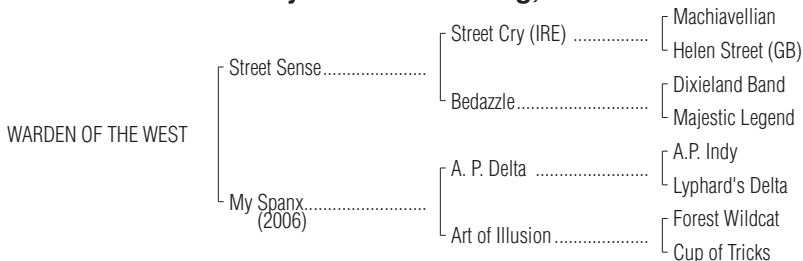 Machiavellian
Street Cry (IRE) ................
Helen Street (GB)
Street Sense......................
Dixieland Band
Bedazzle............................
Majestic Legend
WARDEN OF THE WEST
A.P. Indy
A. P. Delta ........................
Lyphard's Delta
My Spanx..........................
(2006)
Forest Wildcat
Art of Illusion ....................
Cup of Tricks